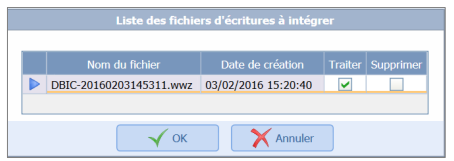 Liste des fichiers d'écritures à intégrer
Nom du fichier Date de création Traiter Supprimer
DBIC-20160203145311.wwz 03/02/2016 15:20:40
OK Annuler